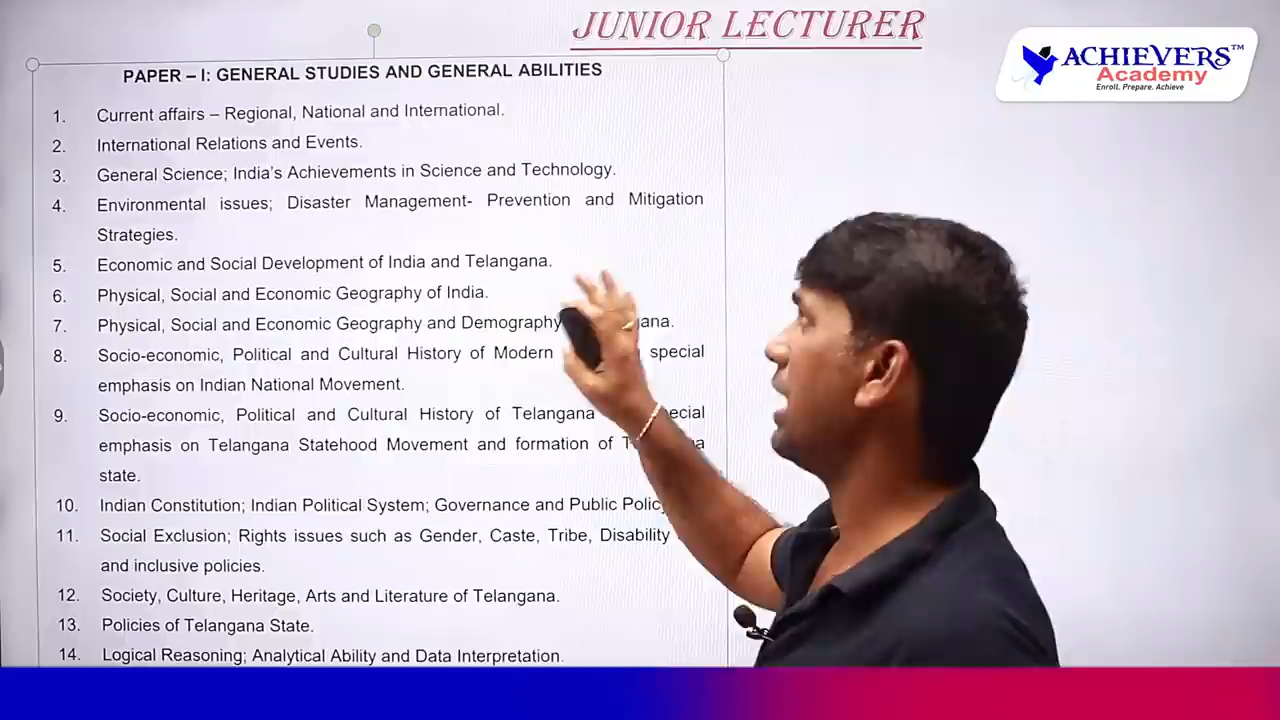 JUNIOR LECTURER
ACHIEVERS™
Academy
Enroll. Prepare. Achieve
PAPER – I: GENERAL STUDIES AND GENERAL ABILITIES
1. Current affairs – Regional, National and International.
2. International Relations and Events.
3. General Science; India's Achievements in Science and Technology.
4. Environmental issues; Disaster Management- Prevention and Mitigation
Strategies.
5. Economic and Social Development of India and Telangana.
6. Physical, Social and Economic Geography of India.
7. Physical, Social and Economic Geography and Demography
8. Socio-economic, Political and Cultural History of Modern special
emphasis on Indian National Movement.
9. Socio-economic, Political and Cultural History of Telangana
emphasis on Telangana Statehood Movement and formation of
state.
10. Indian Constitution; Indian Political System; Governance and Public
11. Social Exclusion; Rights issues such as Gender, Caste, Tribe, Disability
and inclusive policies.
12. Society, Culture, Heritage, Arts and Literature of Telangana.
13. Policies of Telangana State.
14. Logical Reasoning; Analytical Ability and Data Interpretation.